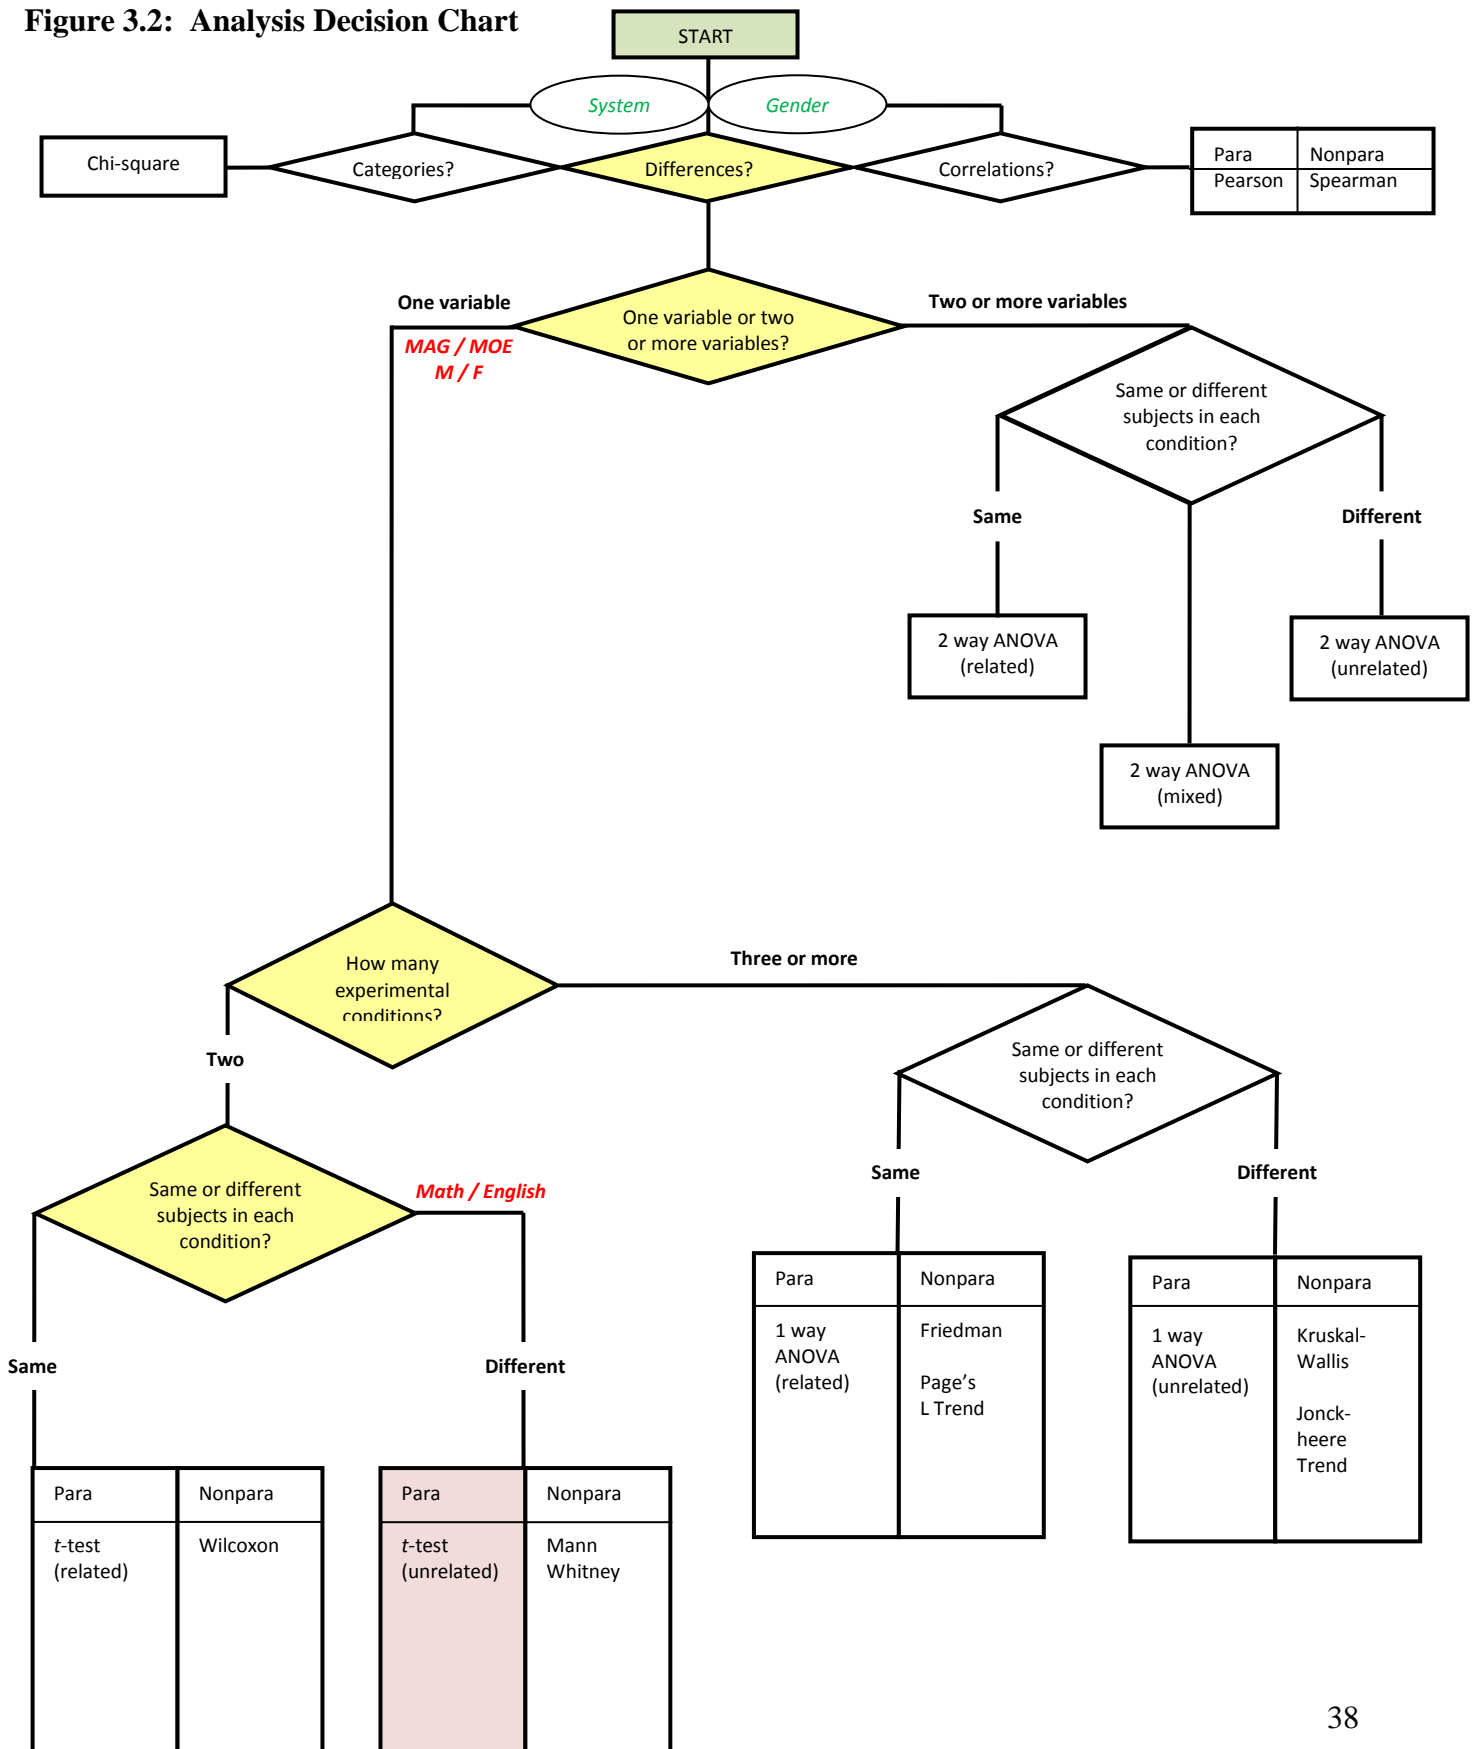 Figure 3.2: Analysis Decision Chart
START
System
Gender
Chi-square
Categories?
Differences?
Correlations?
Para
Nonpara
Pearson
Spearman
One variable
Two or more variables
One variable or two
or more variables?
MAG / MOE
M / F
Same or different
subjects in each
condition?
Same
Different
2 way ANOVA
(related)
2 way ANOVA
(unrelated)
2 way ANOVA
(mixed)
How many
experimental
conditions?
Three or more
Two
Same or different
subjects in each
condition?
Same
Different
Same or different
subjects in each
condition?
Math / English
Same
Different
Para
Nonpara
1 way
ANOVA
(related)
Friedman
Page's
L Trend
Para
Nonpara
1 way
ANOVA
(unrelated)
Kruskal-
Wallis
Jonck-
heere
Trend
Para
Nonpara
t-test
(related)
Wilcoxon
Para
Nonpara
t-test
(unrelated)
Mann
Whitney
38